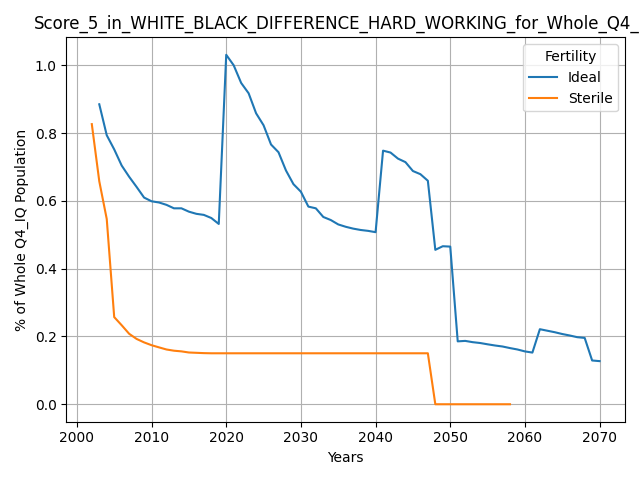 Score_5_in_WHITE_BLACK_DIFFERENCE_HARD_WORKING_for_Whole_Q4_
% of Whole Q4_IQ Population
1.0
0.8
0.6
0.4
0.2
0.0
Fertility
Ideal
Sterile
2000 2010 2020 2030 2040 2050 2060 2070
Years